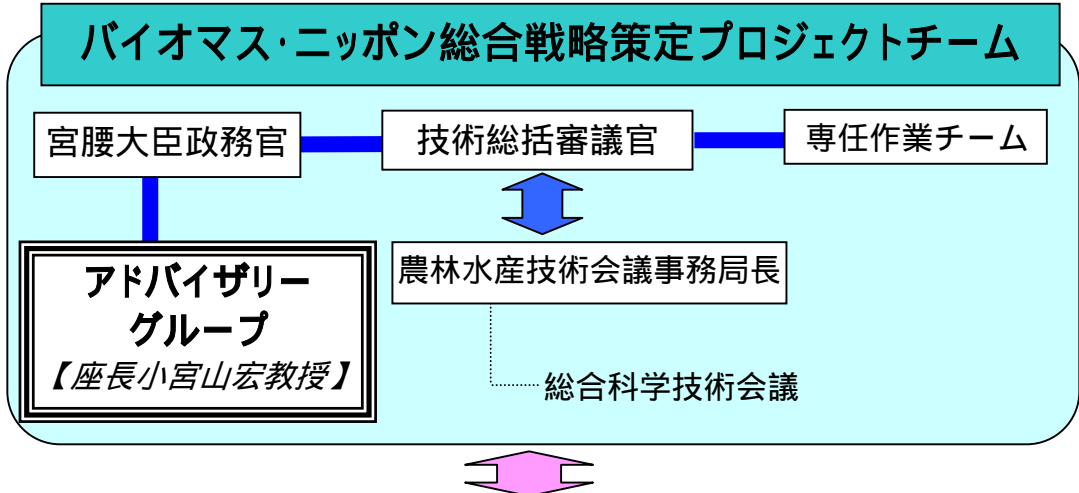 バイオマス・ニッポン総合戦略策定プロジェクトチーム
宮腰大臣政務官
技術総括審議官
専任作業チーム
アドバイザリー
グループ
【座長小宮山宏教授】
農林水産技術会議事務局長
総合科学技術会議